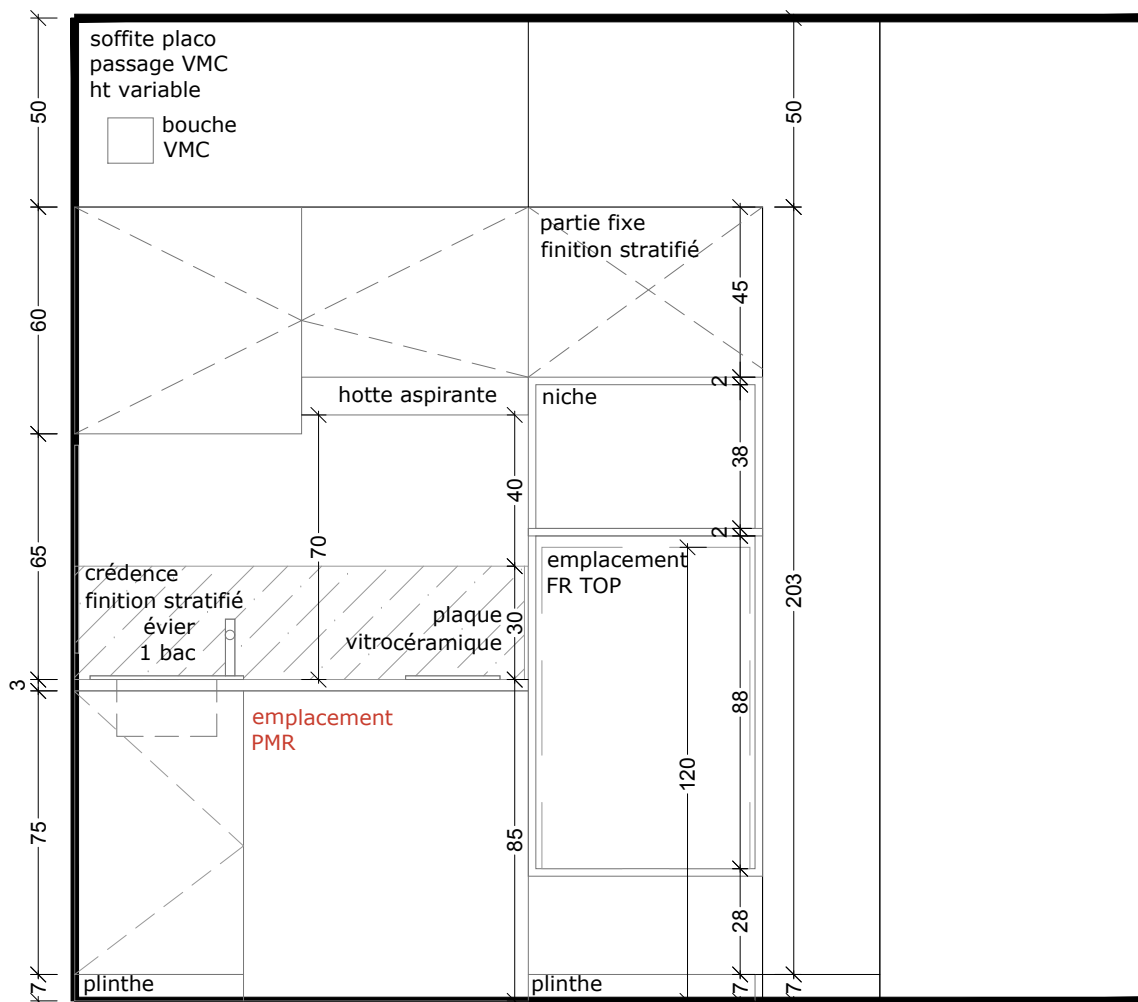 soffite placo
passage VMC
ht variable
bouche
VMC
50
50
partie fixe
finition stratifié
60
45
2
hotte aspirante
niche
38
40
2
70
65
emplacement
FR TOP
203
crédence
finition stratifié
évier
1 bac
plaque
vitrocéramique
30
3
emplacement
PMR
88
120
75
85
28
plinthe
plinthe
7
7
7